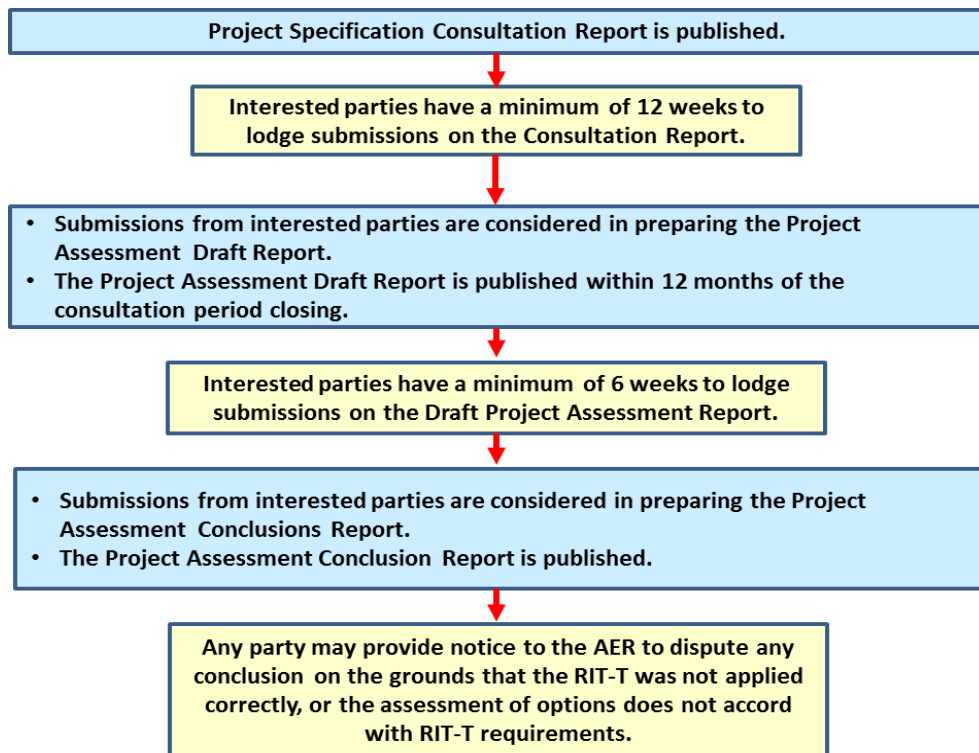 Project Specification Consultation Report is published.
Interested parties have a minimum of 12 weeks to
lodge submissions on the Consultation Report.
• Submissions from interested parties are considered in preparing the Project
Assessment Draft Report.
• The Project Assessment Draft Report is published within 12 months of the
consultation period closing.
Interested parties have a minimum of 6 weeks to lodge
submissions on the Draft Project Assessment Report.
• Submissions from interested parties are considered in preparing the Project
Assessment Conclusions Report.
• The Project Assessment Conclusion Report is published.
Any party may provide notice to the AER to dispute any
conclusion on the grounds that the RIT-T was not applied
correctly, or the assessment of options does not accord
with RIT-T requirements.